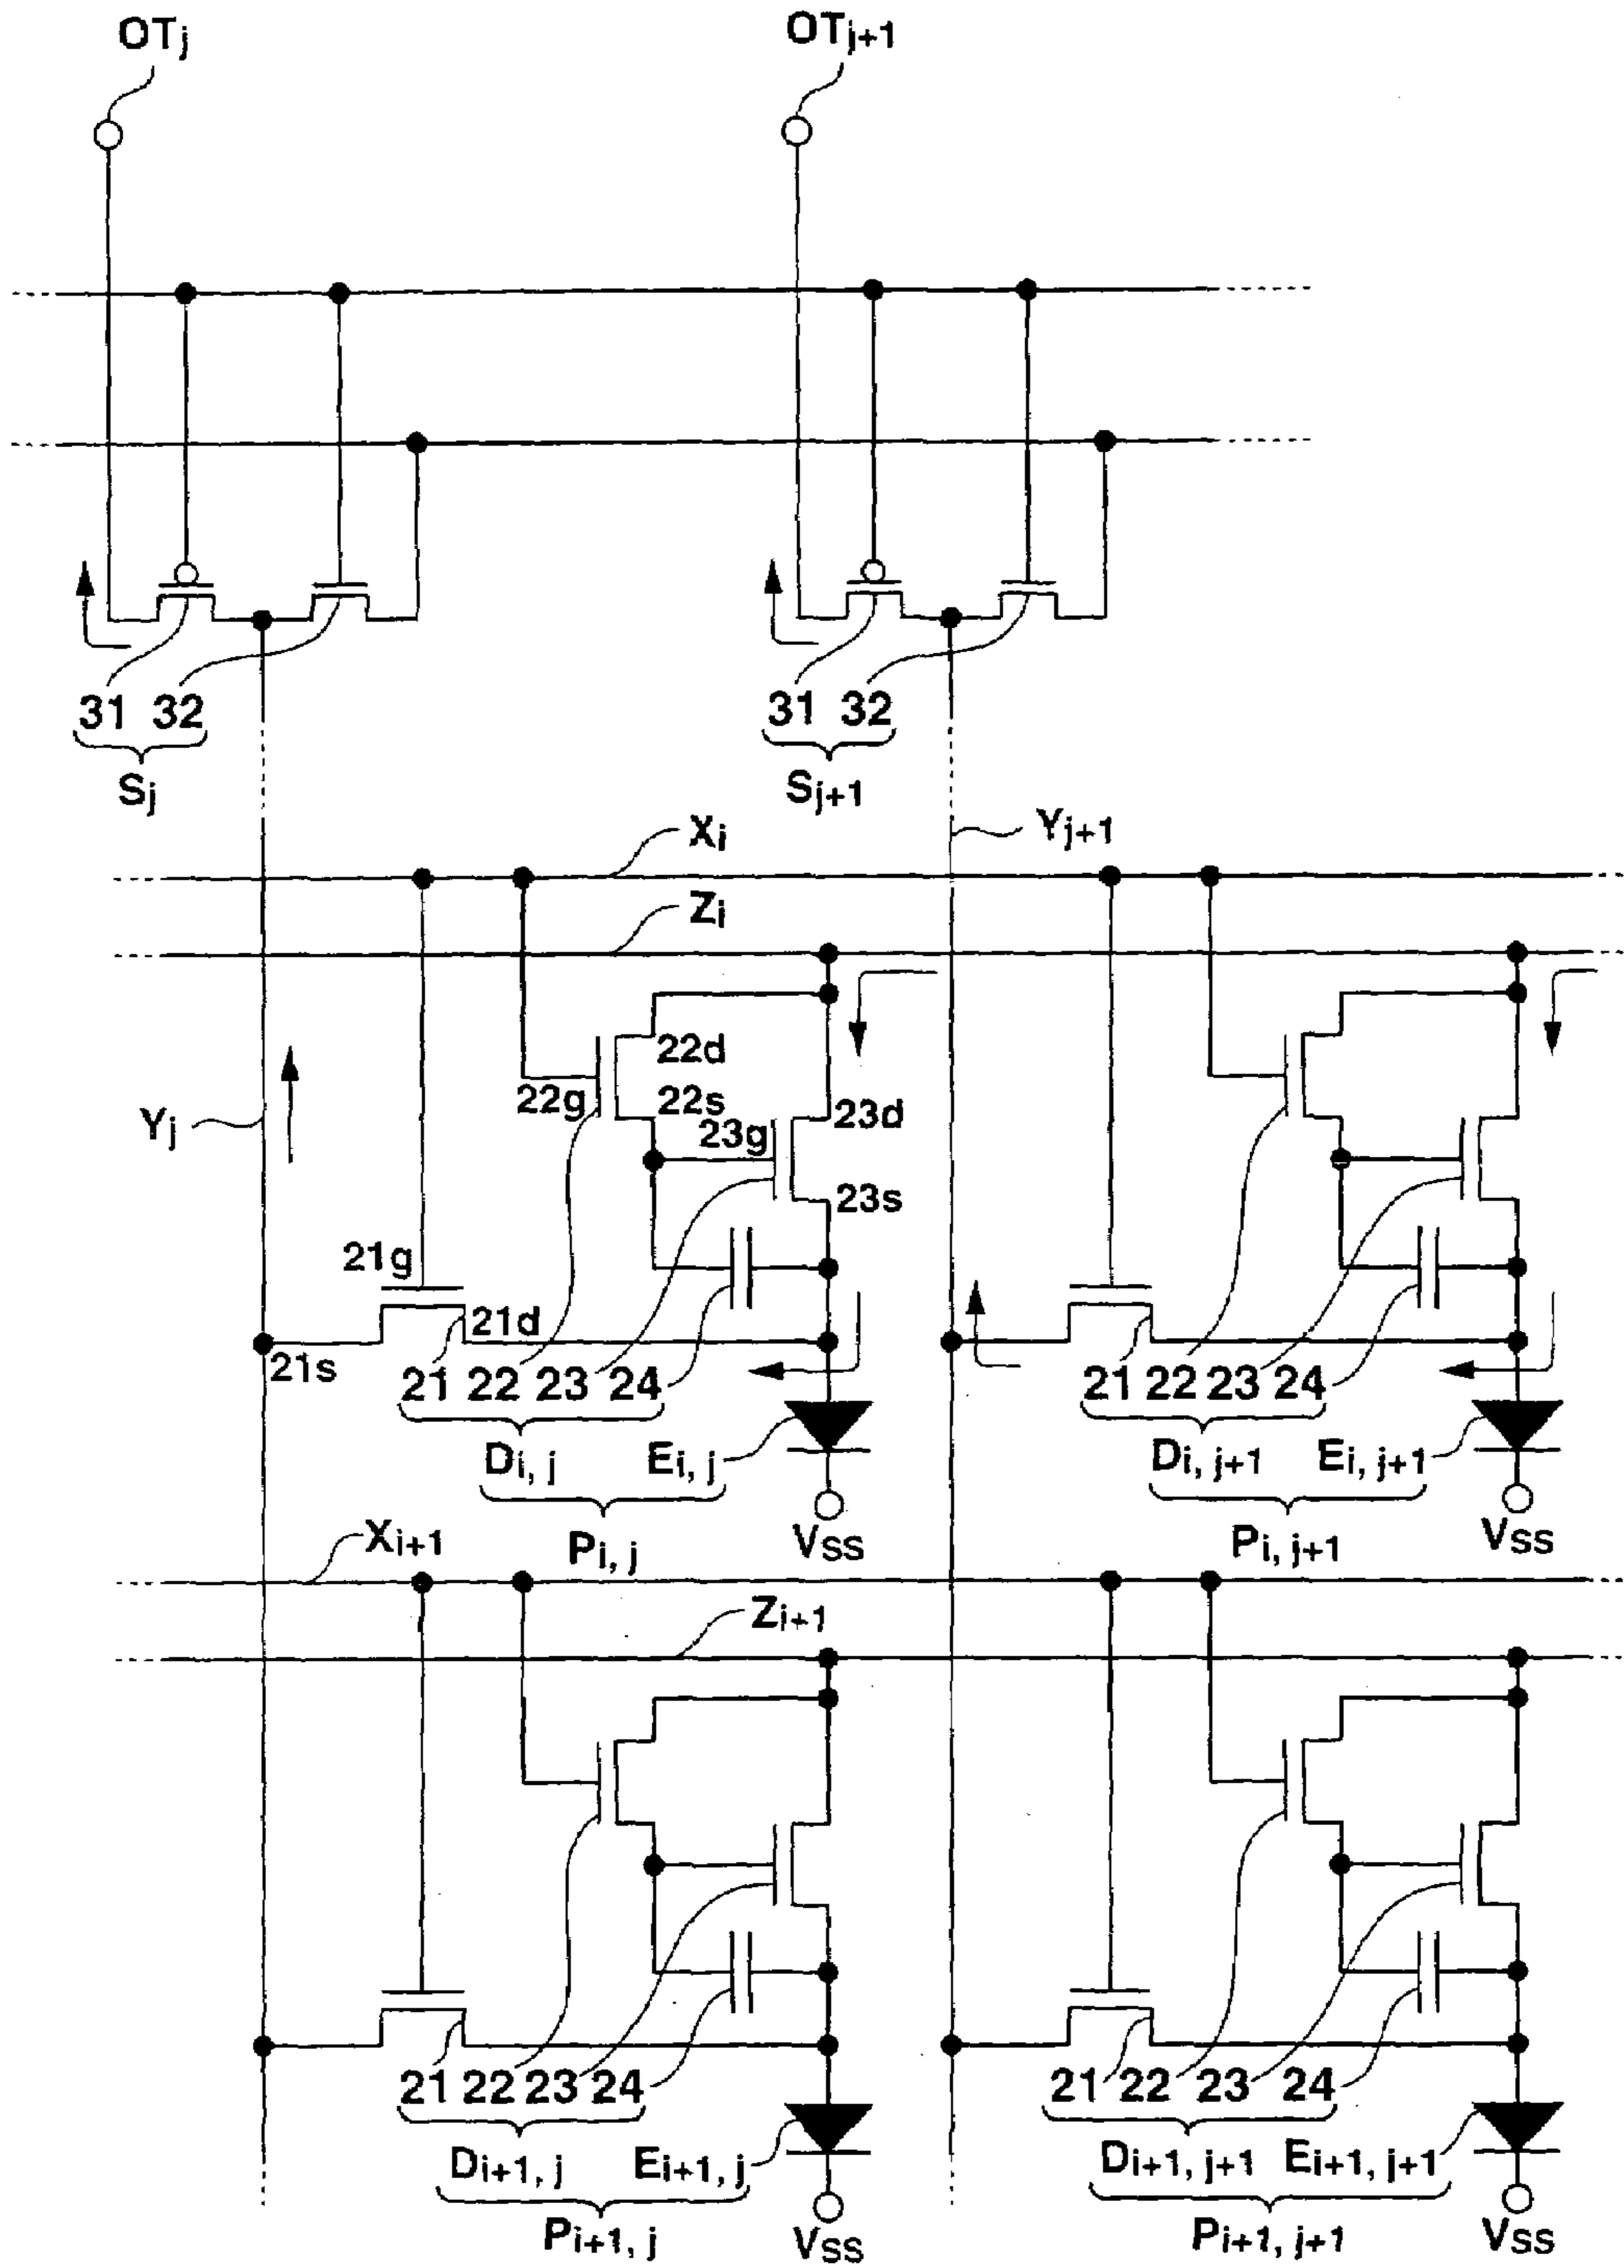 OTj OTj+1
31 32 31 32
Sj Sj+1
Xi Yj+1
Zi
22d
22g 22s
Yj 23g 23d
23s
21g
21d
21s 21 22 23 24 21 22 23 24
Di, j Ei, j Di, j+1 Ei, j+1
Pi, j VSS Pi, j+1 VSS
Xi+1
Zi+1
21 22 23 24 21 22 23 24
Di+1, j Ei+1, j Di+1, j+1 Ei+1, j+1
Pi+1, j VSS Pi+1, j+1 VSS